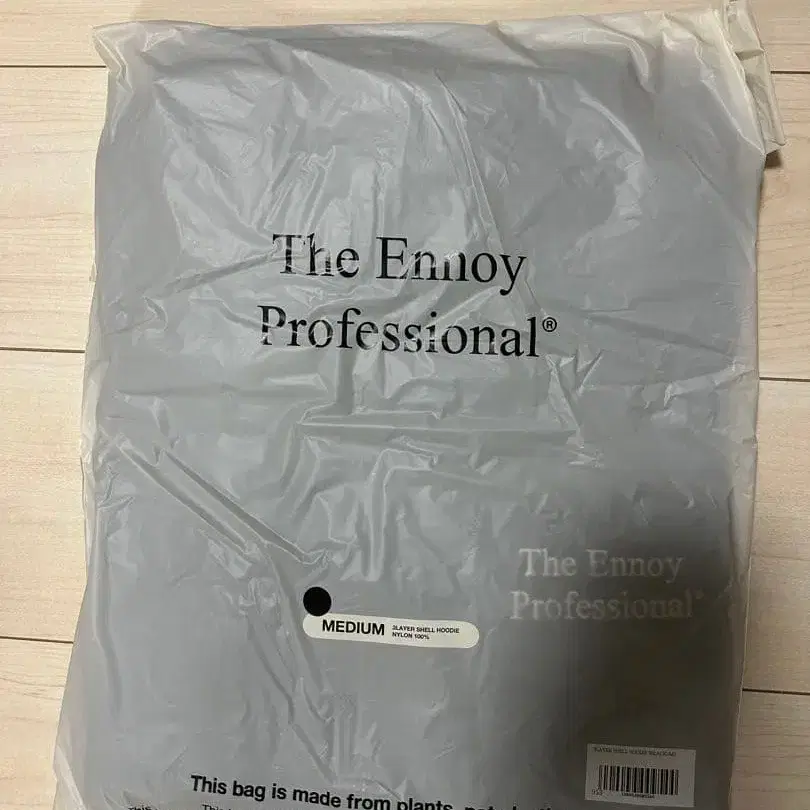 The Ennoy
Professional®
The Ennoy
Professional®
MEDIUM
3LAYER SHELL HOODIE
NYLON 100%
This bag is made from plants,